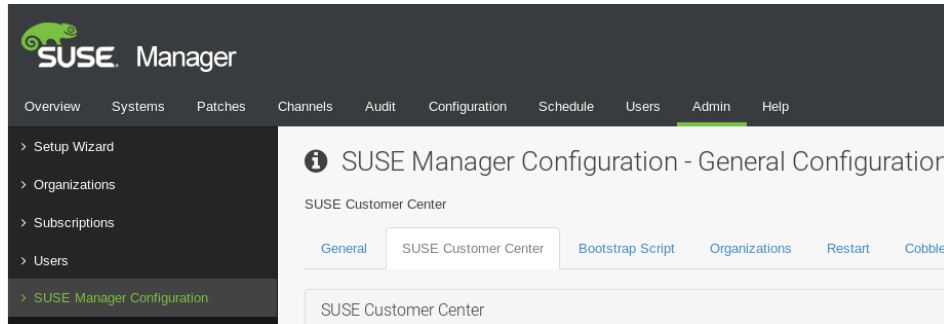 SUSE. Manager
Overview Systems Patches Channels Audit Configuration Schedule Users Admin Help
> Setup Wizard
> Organizations
> Subscriptions
> Users
> SUSE Manager Configuration
SUSE Manager Configuration - General Configuration
SUSE Customer Center
General SUSE Customer Center Bootstrap Script Organizations Restart Cobble
SUSE Customer Center